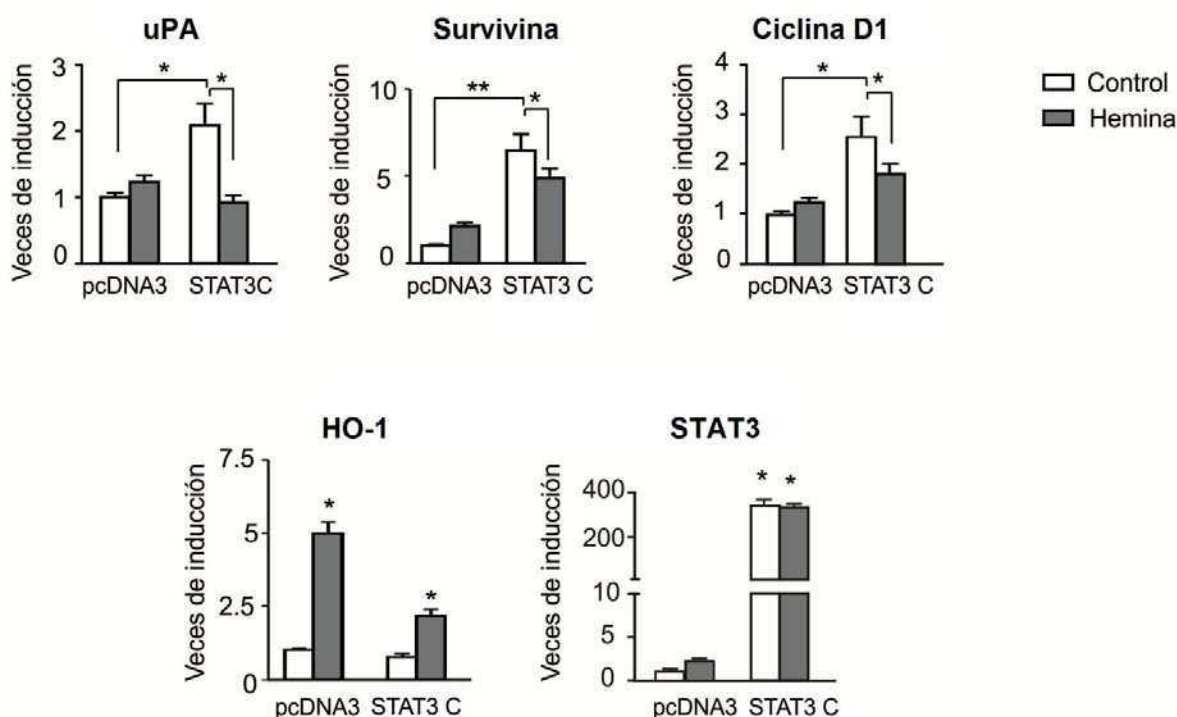 uPA
Veces de inducción
3
2
1
0
*
*
pcDNA3
STAT3C
Survivina
Veces de inducción
10
5
0
**
*
pcDNA3
STAT3 C
Ciclina D1
Veces de inducción
4
3
2
1
0
*
*
pcDNA3
STAT3 C
Control
Hemina
HO-1
Veces de inducción
7.5
5
2.5
0
*
*
pcDNA3
STAT3 C
STAT3
Veces de inducción
400
200
10
5
0
*
*
pcDNA3
STAT3 C